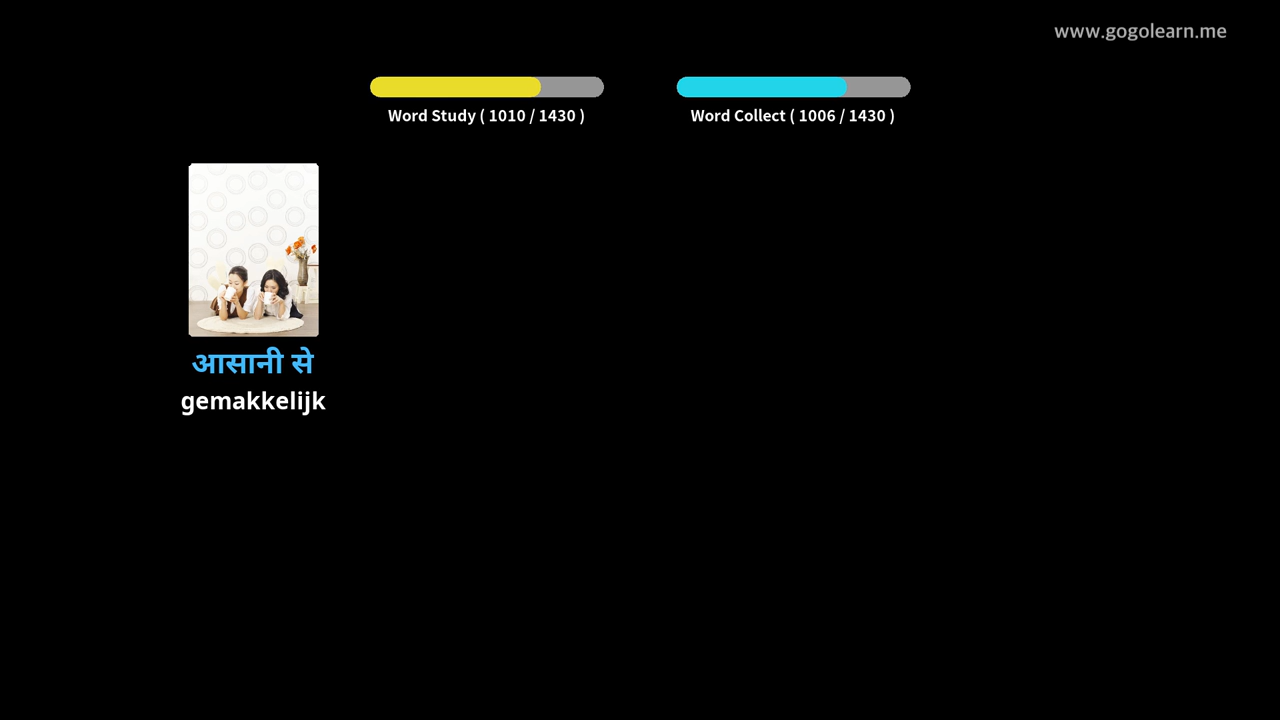 www.gogolearn.me
Word Study ( 1010 / 1430 )
Word Collect ( 1006 / 1430 )
आसानी से
gemakkelijk